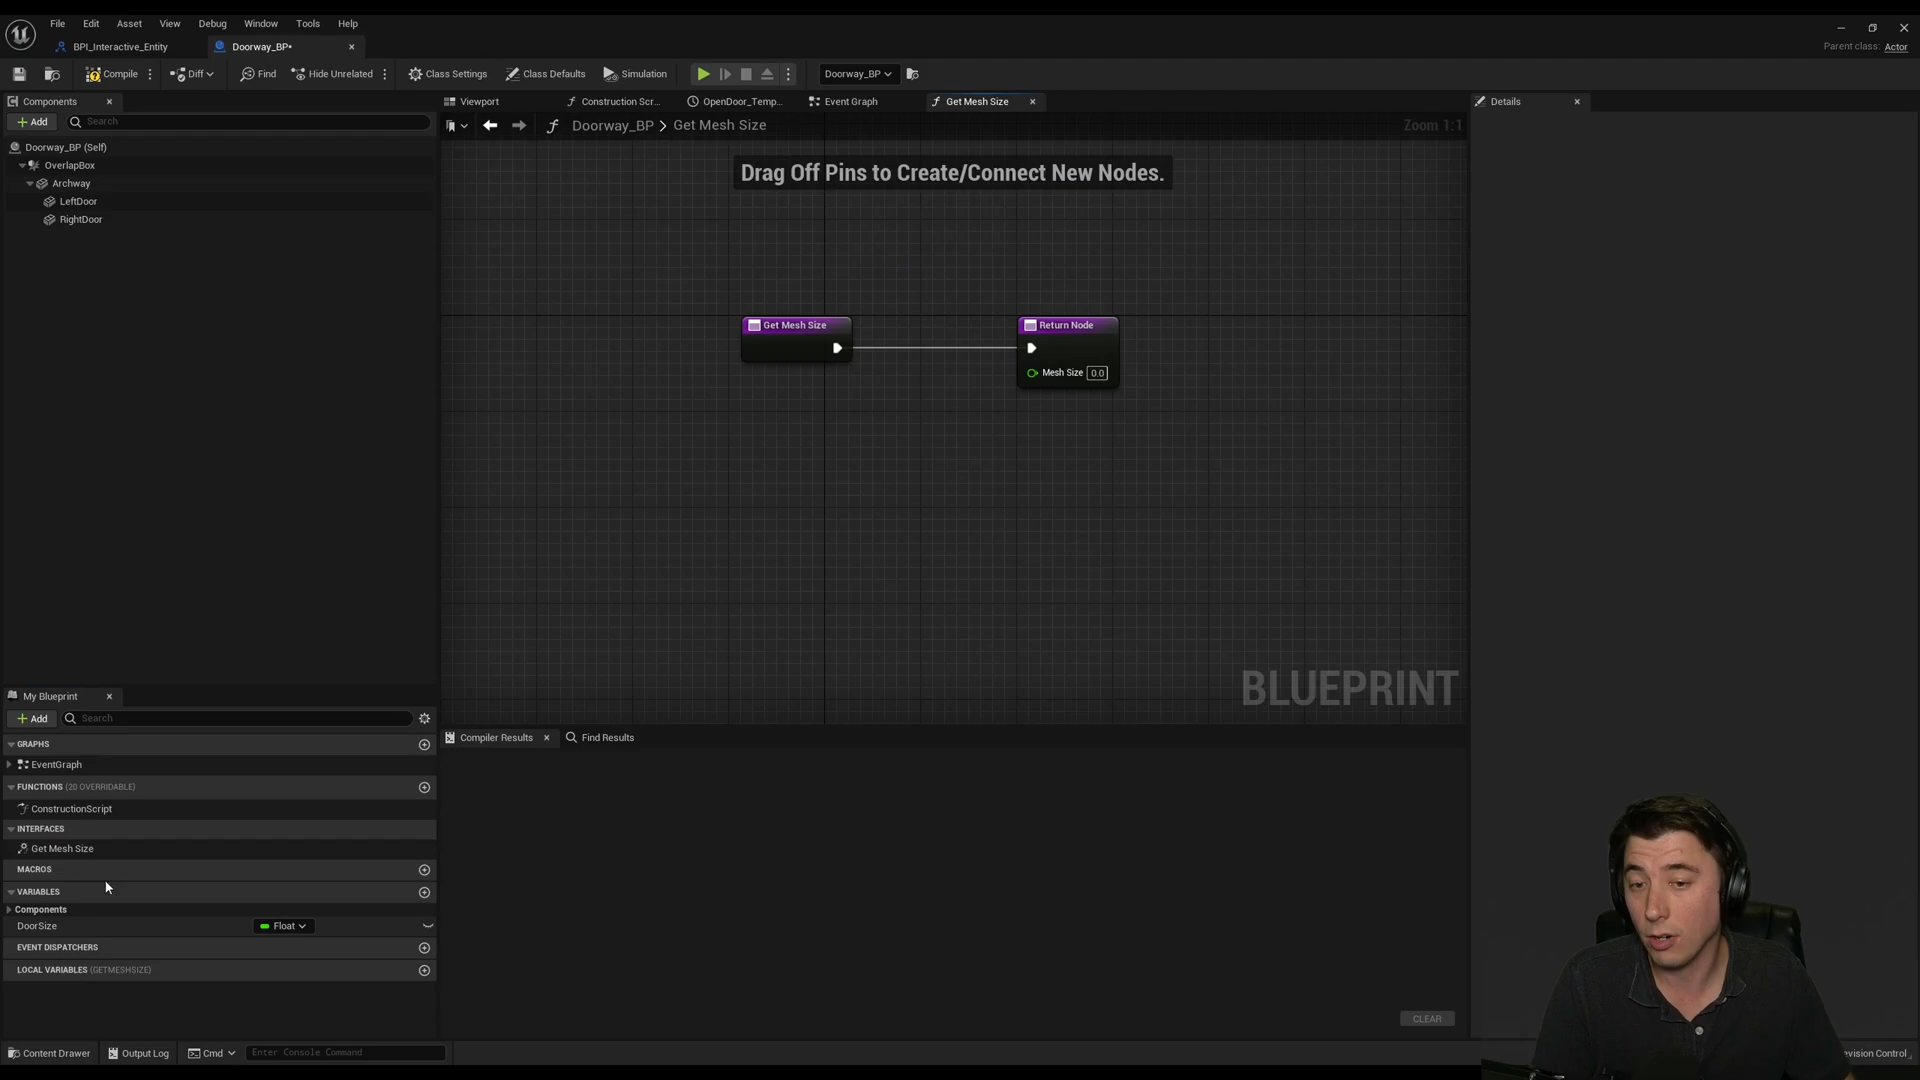 File Edit Asset View Debug Window Tools Help
BPI_Interactive_Entity
Doorway_BP•
Parent class: Actor
Compile
Diff
Find
Hide Unrelated
Class Settings
Class Defaults
Simulation
Doorway_BP
Components
Add
Search
Doorway_BP (Self)
OverlapBox
Archway
LeftDoor
RightDoor
Viewport
Construction Scr...
OpenDoor_Temp...
Event Graph
Get Mesh Size
Doorway_BP > Get Mesh Size
Zoom 1:1
Drag Off Pins to Create/Connect New Nodes.
Get Mesh Size
Return Node
Mesh Size 0.0
BLUEPRINT
Details
My Blueprint
Add
Search
GRAPHS
EventGraph
FUNCTIONS (20 OVERRIDABLE)
ConstructionScript
INTERFACES
Get Mesh Size
MACROS
VARIABLES
Components
DoorSize
Float
EVENT DISPATCHERS
LOCAL VARIABLES (GETMESHSIZE)
Compiler Results
Find Results
CLEAR
Content Drawer
Output Log
Cmd
Enter Console Command
evision Control